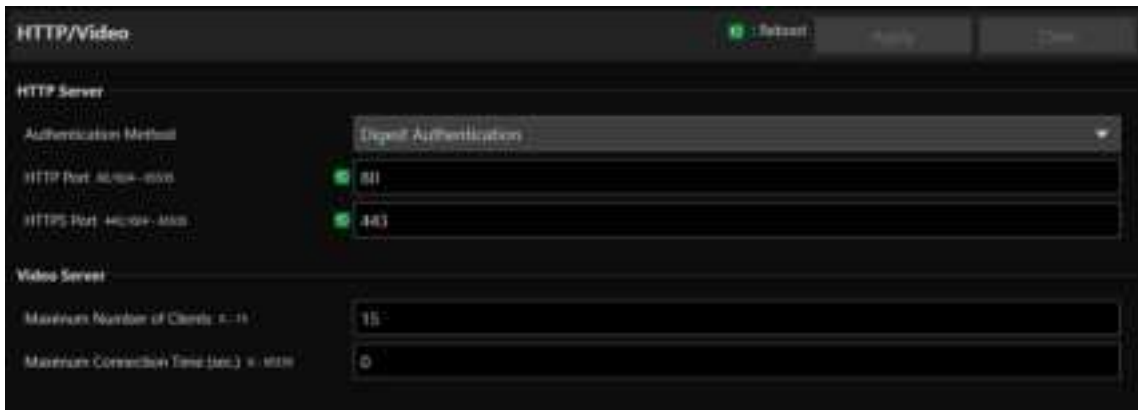 HTTP/Video : Reboot Apply Clear
HTTP Server
Authentication Method Digest Authentication
HTTP Port 80
HTTPS Port 443
Video Server
Maximum Number of Clients 15
Maximum Connection Time (sec.) 0